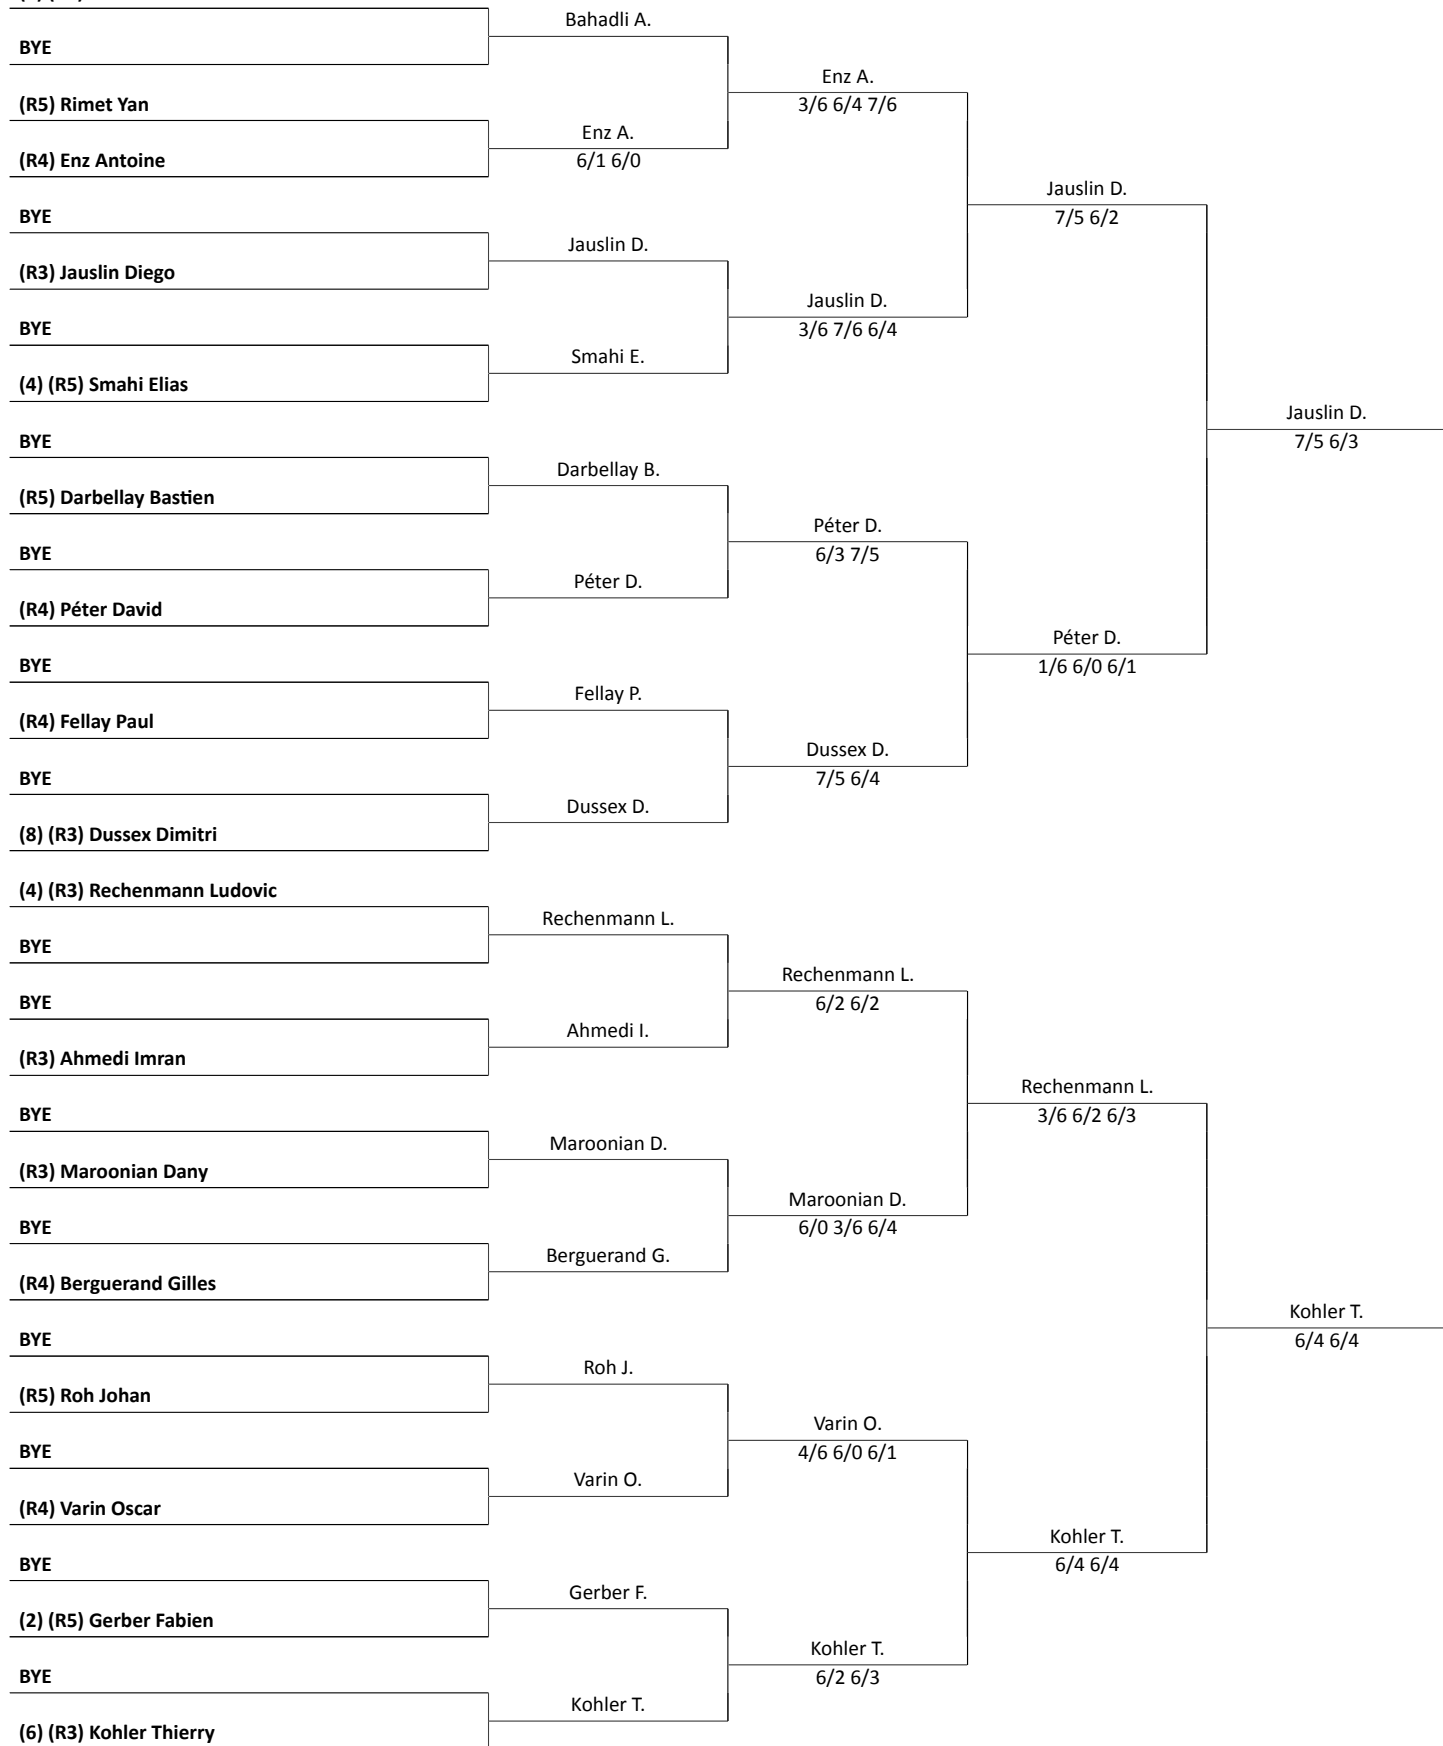 BYE
(R5) Rimet Yan
(R4) Enz Antoine
BYE
(R3) Jauslin Diego
BYE
(4) (R5) Smahi Elias
BYE
(R5) Darbellay Bastien
BYE
(R4) Péter David
BYE
(R4) Fellay Paul
BYE
(8) (R3) Dussex Dimitri
(4) (R3) Rechenmann Ludovic
BYE
BYE
(R3) Ahmedi Imran
BYE
(R3) Maroonian Dany
BYE
(R4) Berguerand Gilles
BYE
(R5) Roh Johan
BYE
(R4) Varin Oscar
BYE
(2) (R5) Gerber Fabien
BYE
(6) (R3) Kohler Thierry
Bahadli A.
Enz A.
6/1 6/0
Jauslin D.
Smahi E.
Darbellay B.
Péter D.
Fellay P.
Dussex D.
Rechenmann L.
Ahmedi I.
Maroonian D.
Berguerand G.
Roh J.
Varin O.
Gerber F.
Kohler T.
Enz A.
3/6 6/4 7/6
Jauslin D.
3/6 7/6 6/4
Péter D.
6/3 7/5
Dussex D.
7/5 6/4
Rechenmann L.
6/2 6/2
Maroonian D.
6/0 3/6 6/4
Varin O.
4/6 6/0 6/1
Kohler T.
6/2 6/3
Jauslin D.
7/5 6/2
Péter D.
1/6 6/0 6/1
Rechenmann L.
3/6 6/2 6/3
Kohler T.
6/4 6/4
Jauslin D.
7/5 6/3
Kohler T.
6/4 6/4